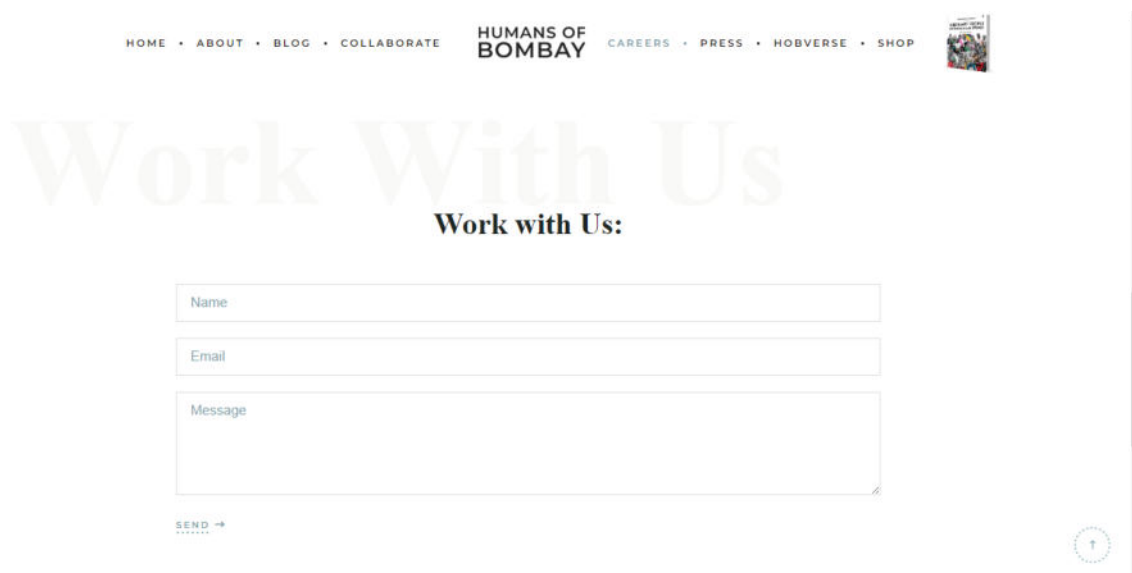 HOME • ABOUT • BLOG • COLLABORATE
HUMANS OF
BOMBAY
CAREERS • PRESS • HOBVERSE • SHOP
Work With Us
Work with Us:
Name
Email
Message
SEND →